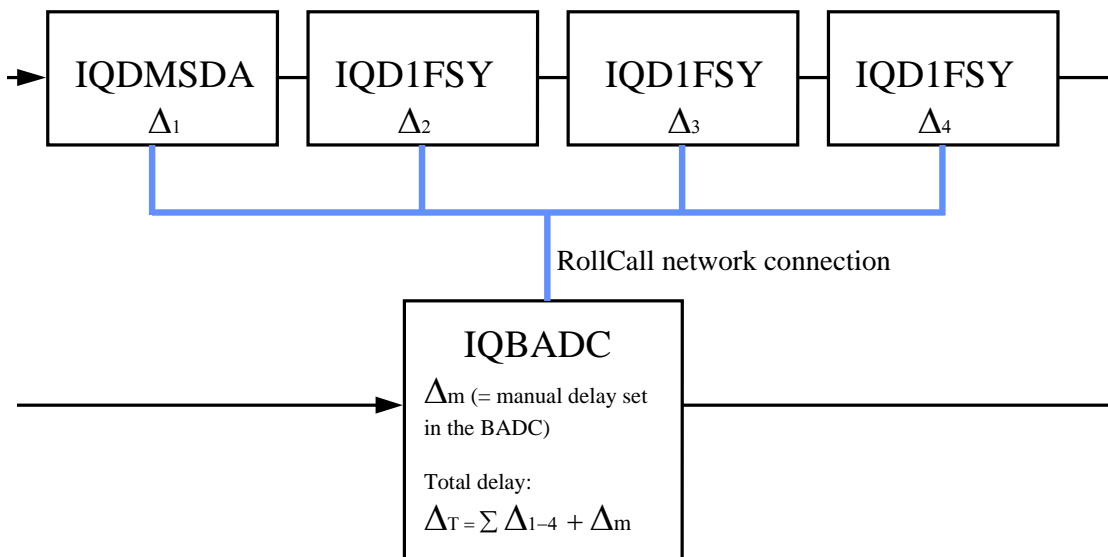 IQDMSDA IQD1FSY IQD1FSY IQD1FSY
Δ1 Δ2 Δ3 Δ4
RollCall network connection
IQBADC
Δm (= manual delay set
in the BADC)
Total delay:
ΔT = ∑ Δ1–4 + Δm